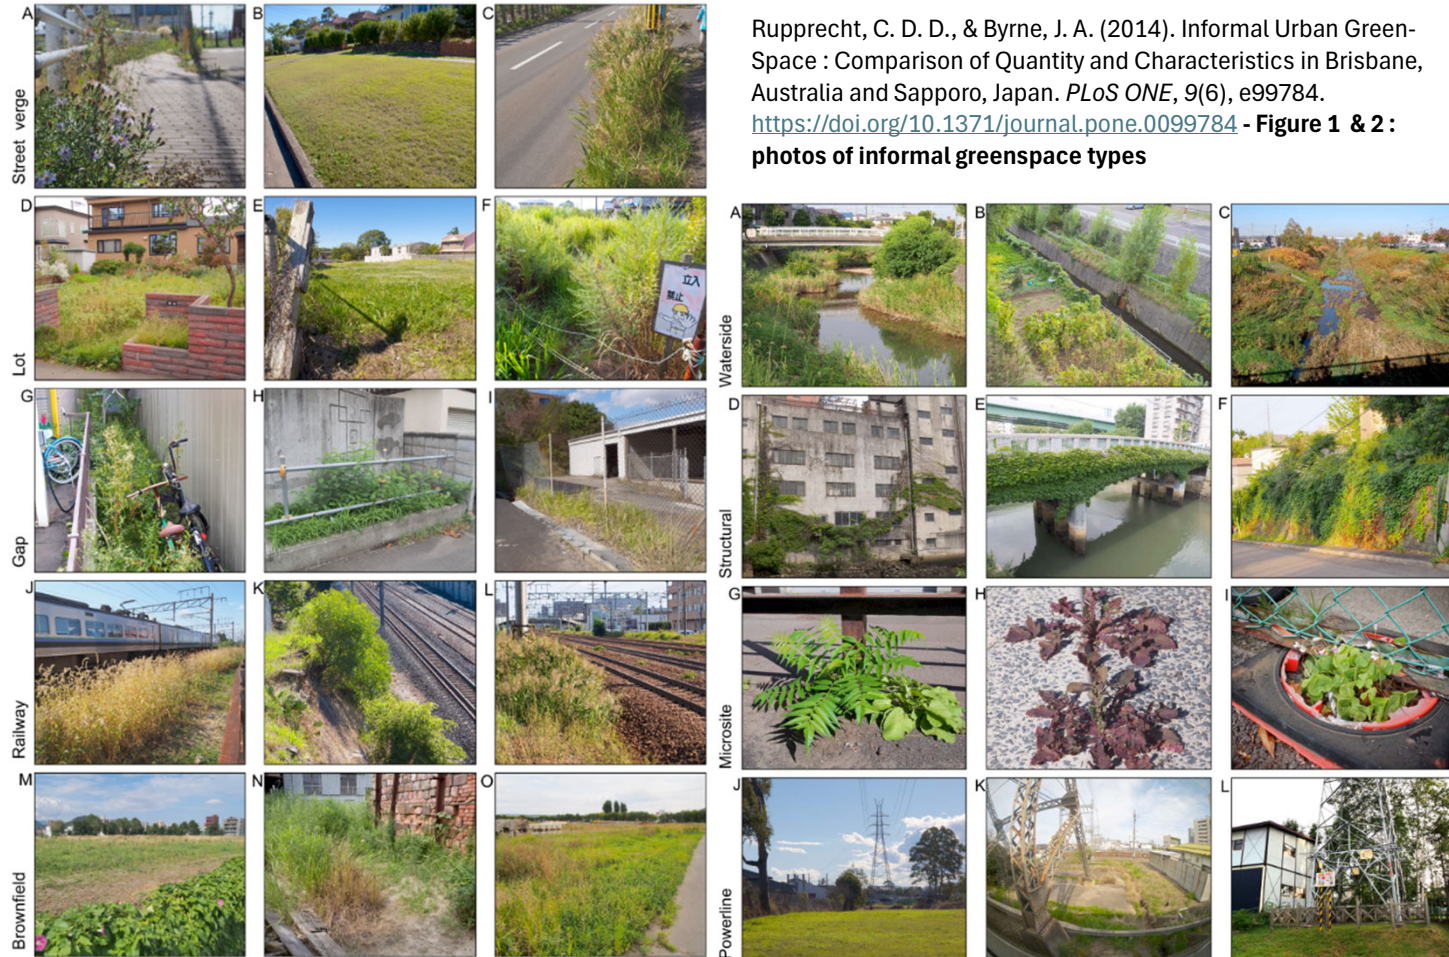 Rupprecht, C. D. D., & Byrne, J. A. (2014). Informal Urban Green-
Space : Comparison of Quantity and Characteristics in Brisbane,
Australia and Sapporo, Japan. PLoS ONE, 9(6), e99784.
https://doi.org/10.1371/journal.pone.0099784 - Figure 1 & 2 :
photos of informal greenspace types
A
B
C
Street verge
D
E
F
立入
禁止
Lot
G
H
I
Gap
J
K
L
Railway
M
N
O
Brownfield
A
B
C
Waterside
D
E
F
Structural
G
H
I
Microsite
J
K
L
Powerline